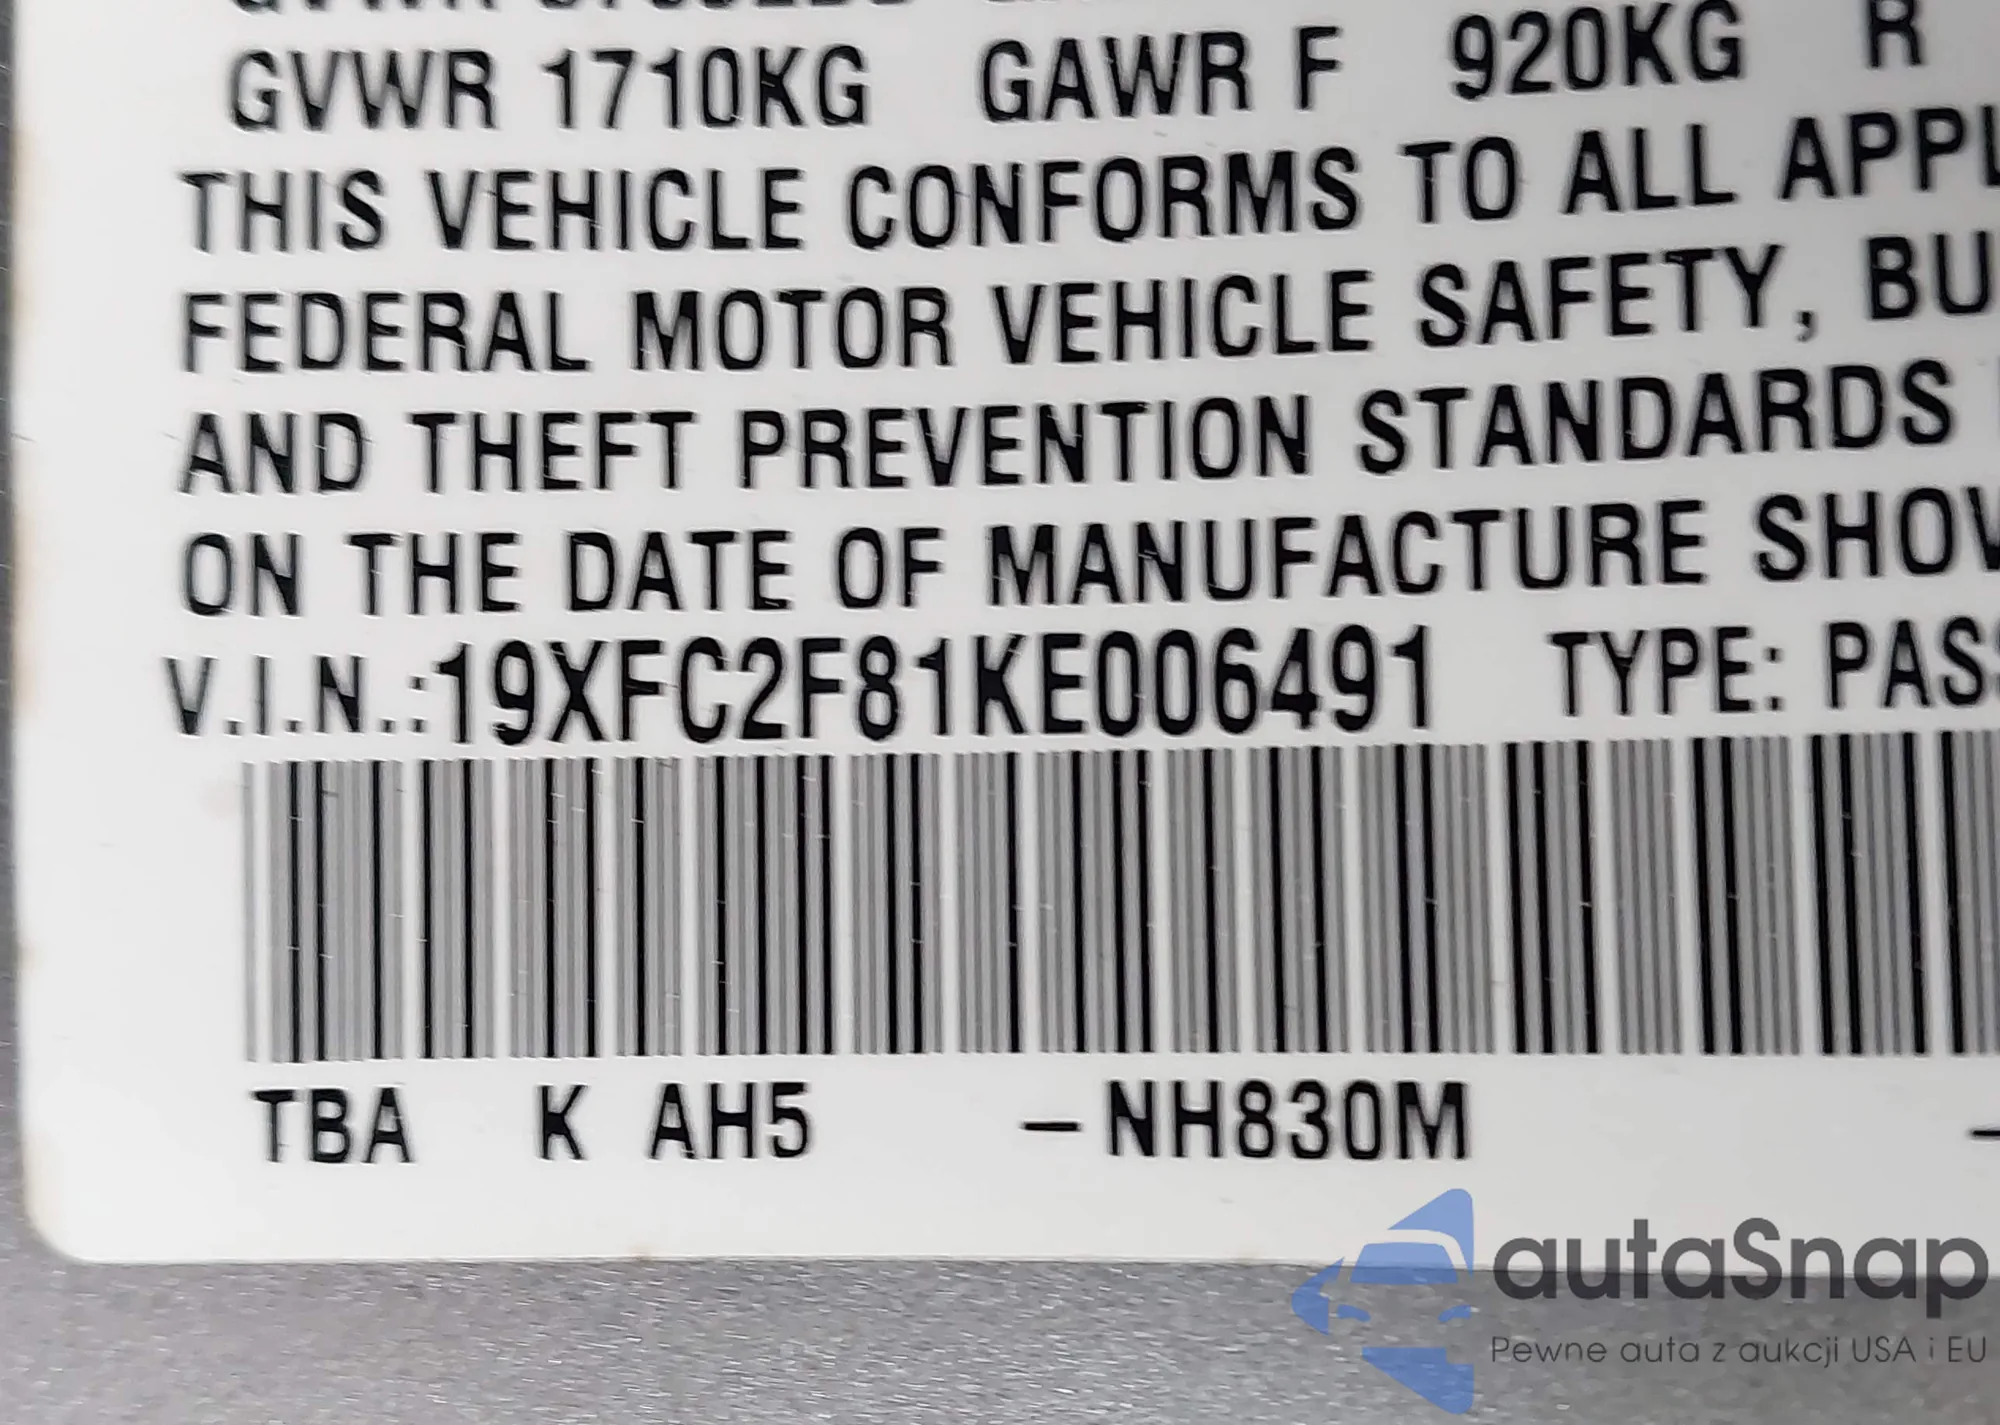 GVWR 1710KG GAWR F 920KG R
THIS VEHICLE CONFORMS TO ALL APPL
FEDERAL MOTOR VEHICLE SAFETY, BU
AND THEFT PREVENTION STANDARDS
ON THE DATE OF MANUFACTURE SHOW
V.I.N.:19XFC2F81KE006491 TYPE: PASS
TBA K AH5 -NH830M -
autaSnap
Pewne auta z aukcji USA i EU